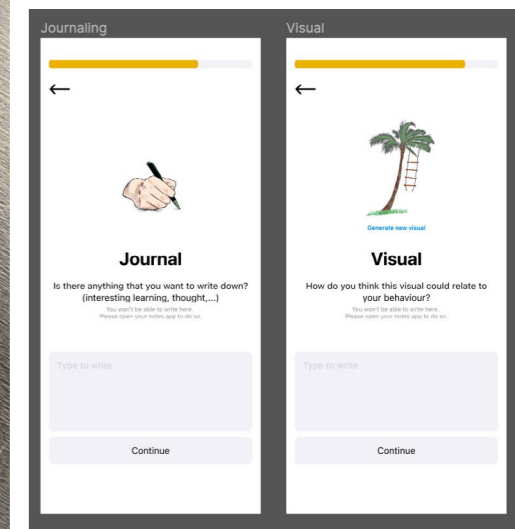 Journaling
Journal
Is there anything that you want to write down?
(interesting learning, thought,...)
You won't be able to write here.
Please open your notes app to do so.
Type to write
Continue
Visual
Generate new visual
Visual
How do you think this visual could relate to
your behaviour?
You won't be able to write here.
Please open your notes app to do so.
Type to write
Continue